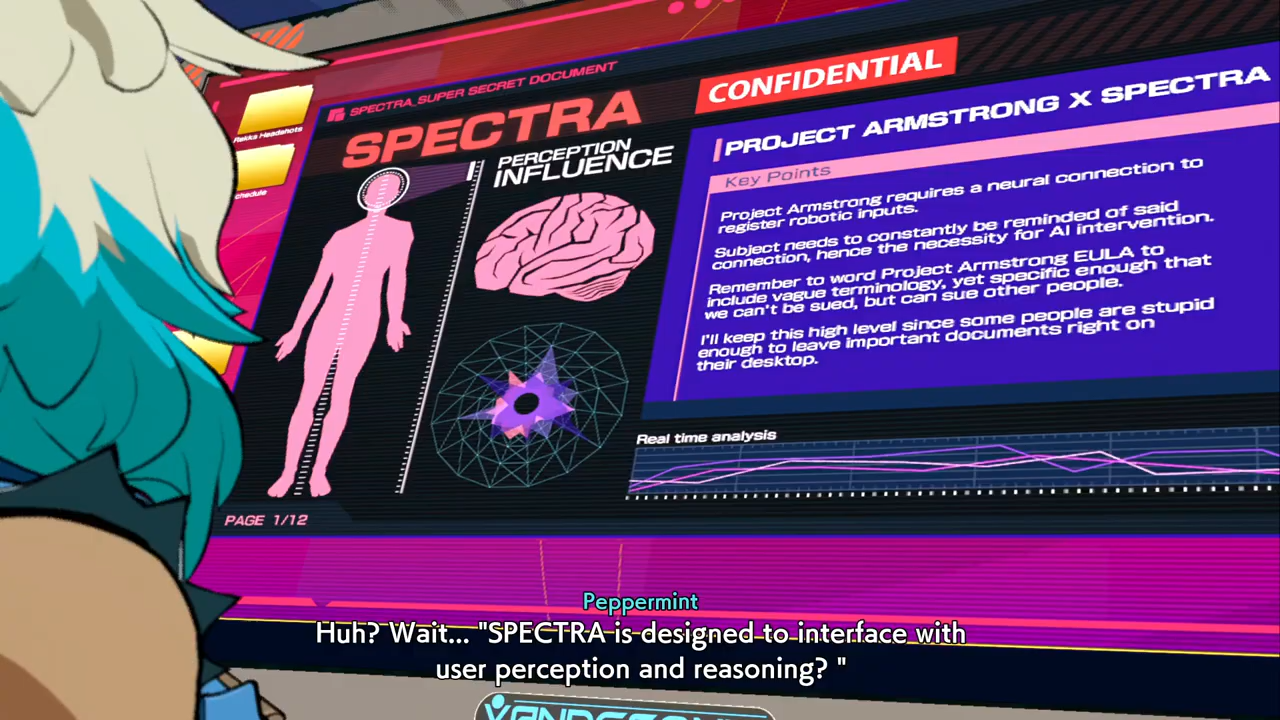 Rekka Headshots
chedule
SPECTRA_SUPER SECRET DOCUMENT
SPECTRA
PERCEPTION
INFLUENCE
CONFIDENTIAL
PROJECT ARMSTRONG X SPECTRA
Key Points
Project Armstrong requires a neural connection to
register robotic inputs.
Subject needs to constantly be reminded of said
connection, hence the necessity for AI intervention.
Remember to word Project Armstrong EULA to
include vague terminology, yet specific enough that
we can't be sued, but can sue other people.
I'll keep this high level since some people are stupid
enough to leave important documents right on
their desktop.
Real time analysis
PAGE 1/12
Peppermint
Huh? Wait... "SPECTRA is designed to interface with
user perception and reasoning? "